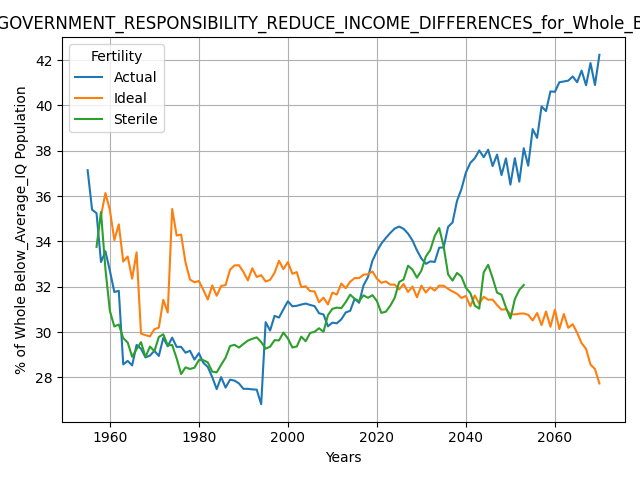 GOVERNMENT_RESPONSIBILITY_REDUCE_INCOME_DIFFERENCES_for_Whole_B
Fertility
Actual
Ideal
Sterile
% of Whole Below_Average_IQ Population
42
40
38
36
34
32
30
28
1960 1980 2000 2020 2040 2060
Years